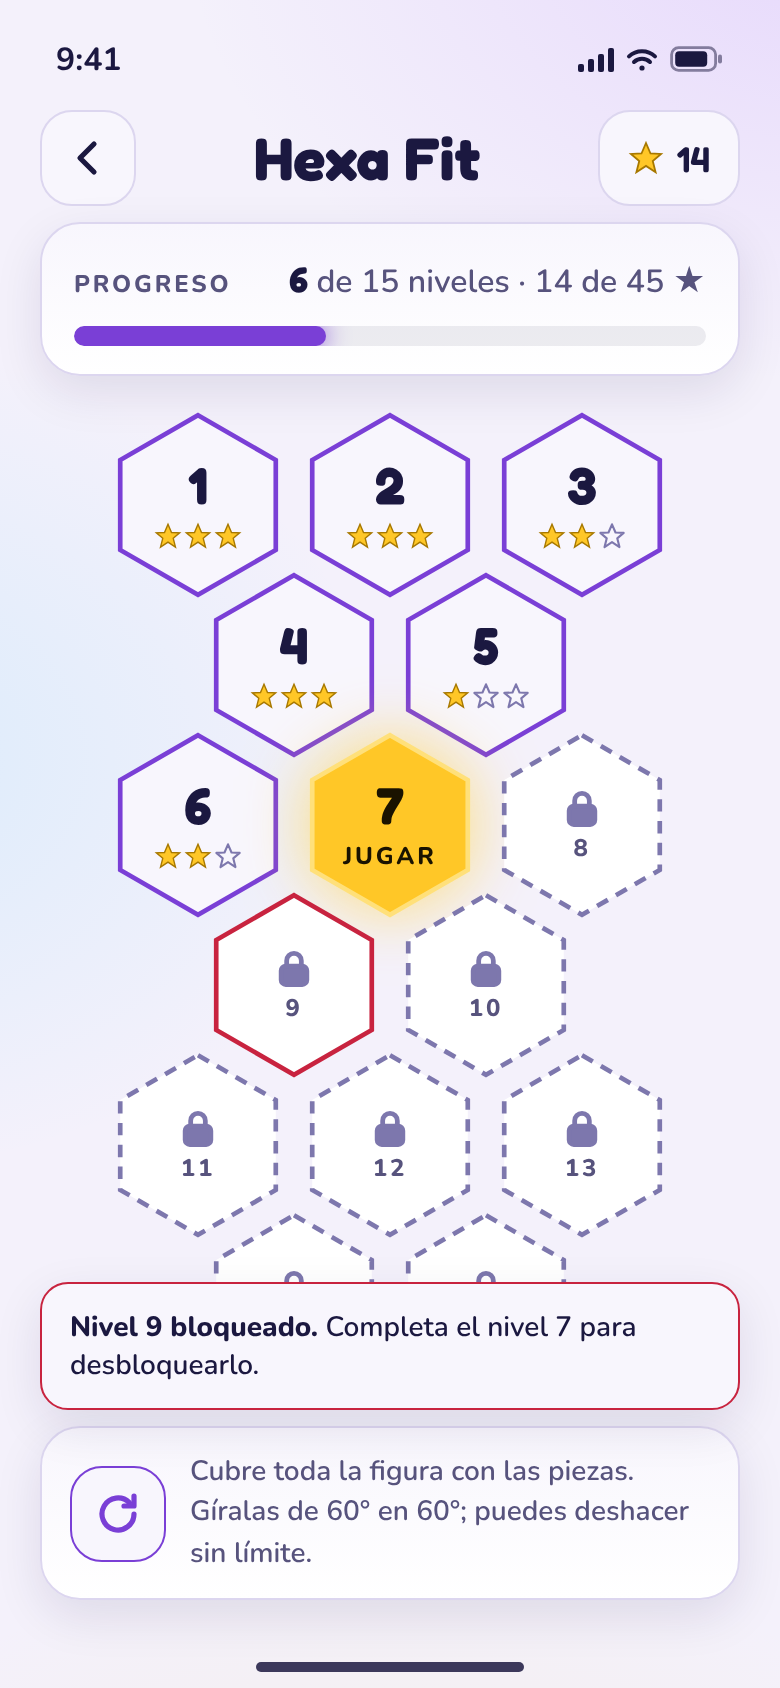 9:41
Hexa Fit
14
PROGRESO
6 de 15 niveles · 14 de 45 ★
1
2
3
4
5
6
7
JUGAR
8
9
10
11
12
13
Nivel 9 bloqueado. Completa el nivel 7 para
desbloquearlo.
Cubre toda la figura con las piezas.
Gíralas de 60° en 60°; puedes deshacer
sin límite.